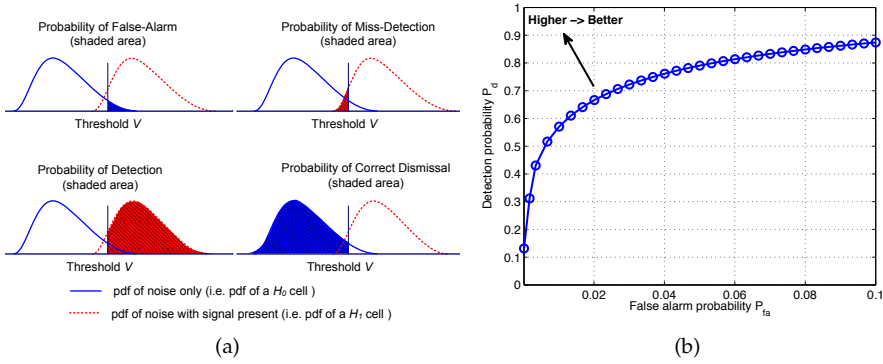 Probability of False-Alarm
(shaded area)
Threshold V
Probability of Miss-Detection
(shaded area)
Threshold V
Probability of Detection
(shaded area)
Threshold V
Probability of Correct Dismissal
(shaded area)
Threshold V
pdf of noise only (i.e. pdf of a H0 cell )
pdf of noise with signal present (i.e. pdf of a H1 cell )
(a)
Higher −> Better
Detection probability Pd
1
0.9
0.8
0.7
0.6
0.5
0.4
0.3
0.2
0.1
0
0.02
0.04
0.06
0.08
0.1
False alarm probability Pfa
(b)